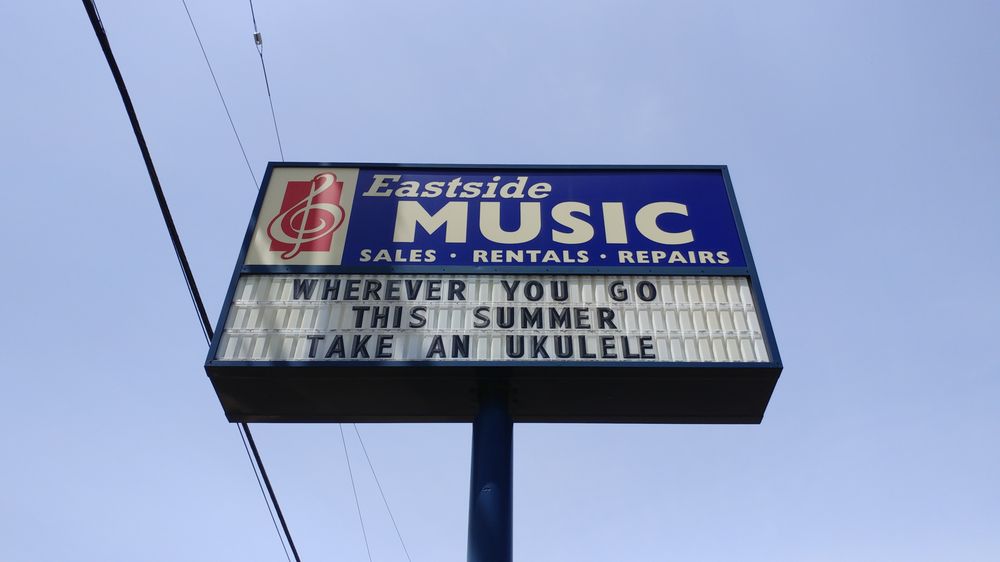 Eastside
MUSIC
SALES · RENTALS · REPAIRS
WHEREVER YOU GO
THIS SUMMER
TAKE AN UKULELE